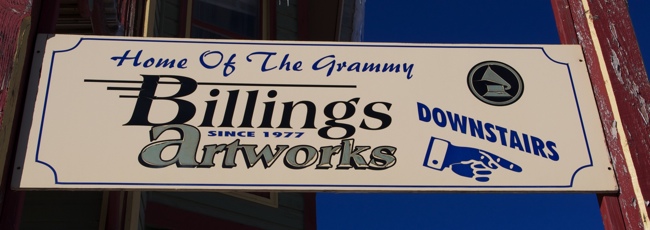 Home Of The Grammy
Billings
SINCE 1977
artworks
DOWNSTAIRS